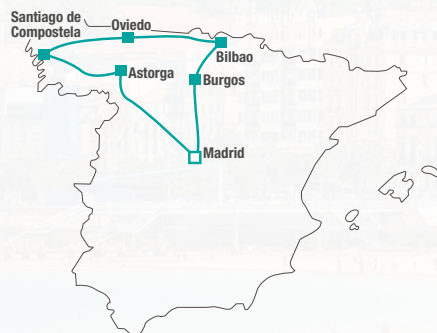 Santiago de
Compostela
Oviedo
Bilbao
Astorga
Burgos
Madrid